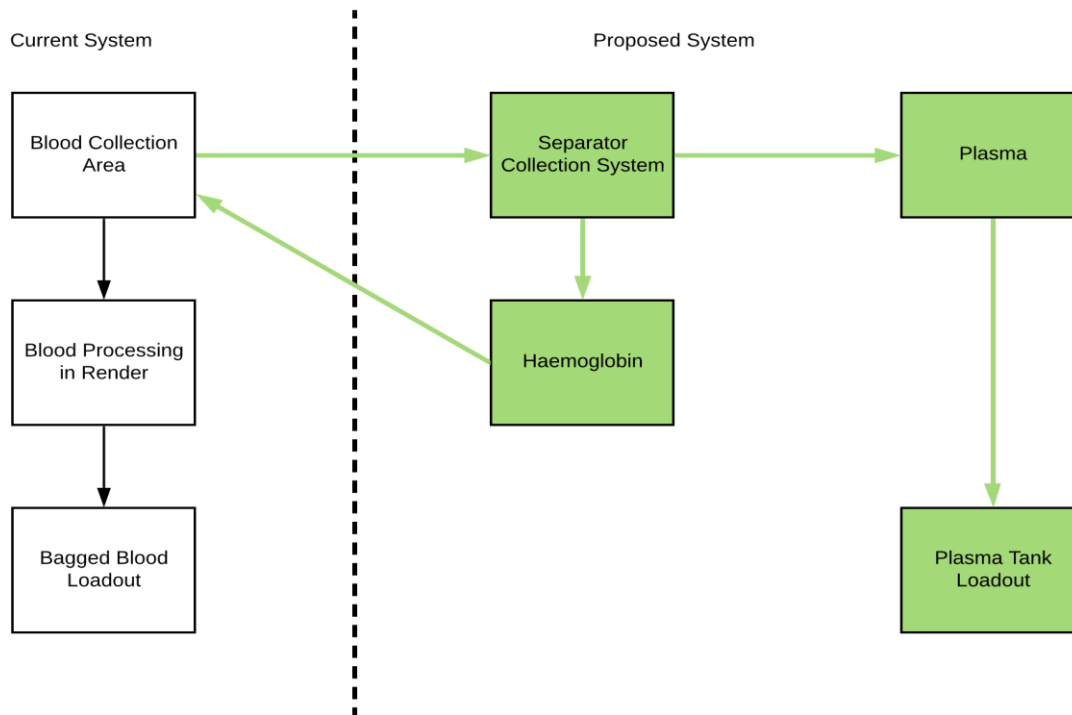 Current System
Proposed System
Blood Collection
Area
Separator
Collection System
Plasma
Blood Processing
in Render
Haemoglobin
Bagged Blood
Loadout
Plasma Tank
Loadout